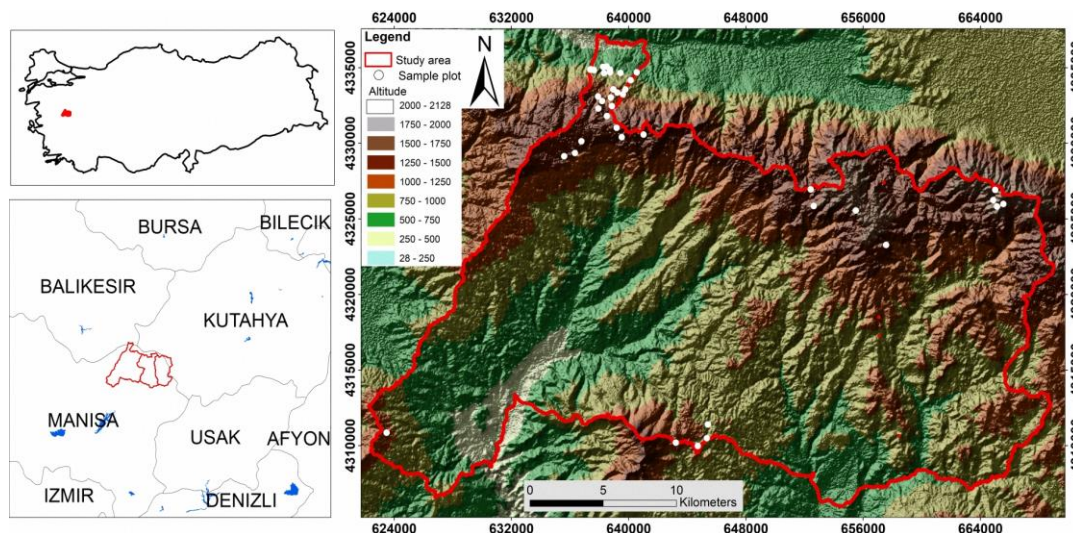 BURSA
BILECIK
BALIKESIR
KUTAHYA
MANISA
USAK
AFYON
IZMIR
DENIZLI
624000 632000 640000 648000 656000 664000
Legend
Study area
Sample plot
Altitude
2000 - 2128
1750 - 2000
1500 - 1750
1250 - 1500
1000 - 1250
750 - 1000
500 - 750
250 - 500
28 - 250
N
4335000
4330000
4325000
4320000
4315000
4310000
0 5 10
Kilometers
624000 632000 640000 648000 656000 664000